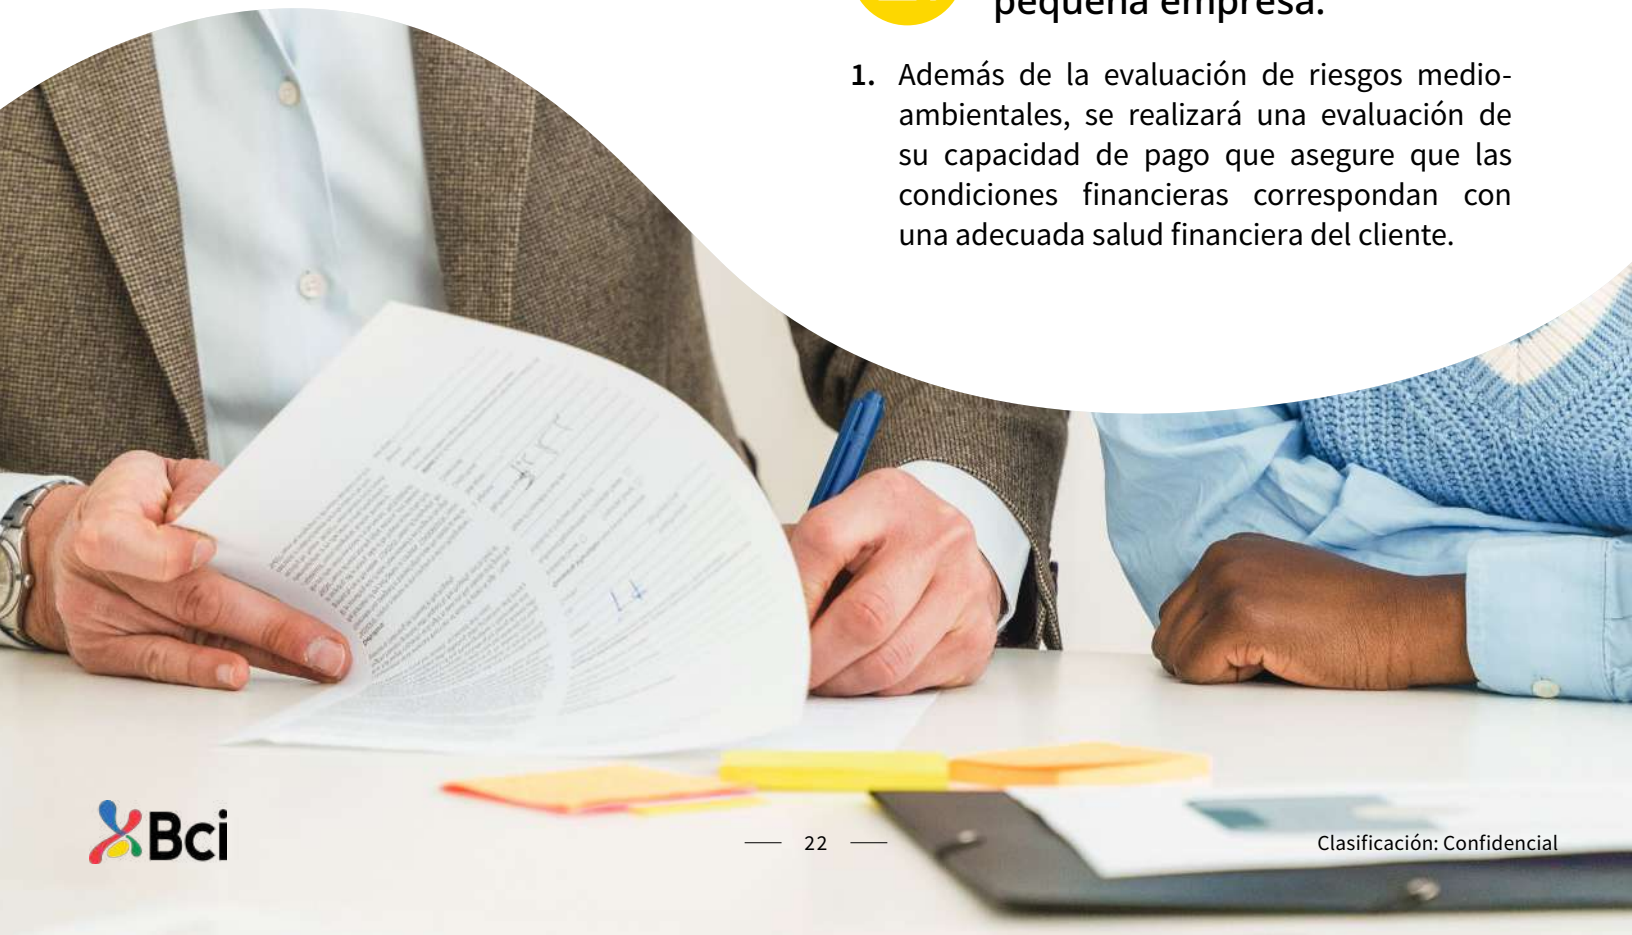 pequeña empresa.
1. Además de la evaluación de riesgos medio-
ambientales, se realizará una evaluación de
su capacidad de pago que asegure que las
condiciones financieras correspondan con
una adecuada salud financiera del cliente.
Bci
22
Clasificación: Confidencial